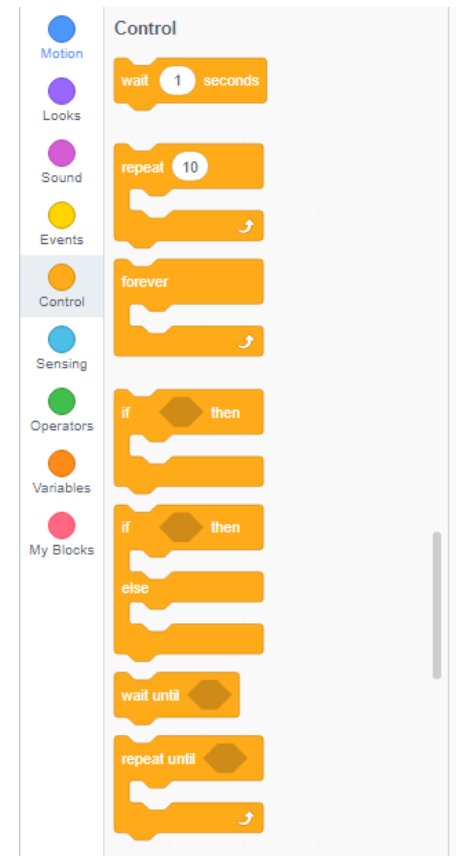 Motion
Looks
Sound
Events
Control
Sensing
Operators
Variables
My Blocks
Control
wait 1 seconds
repeat 10
forever
if then
if then
else
wait until
repeat until